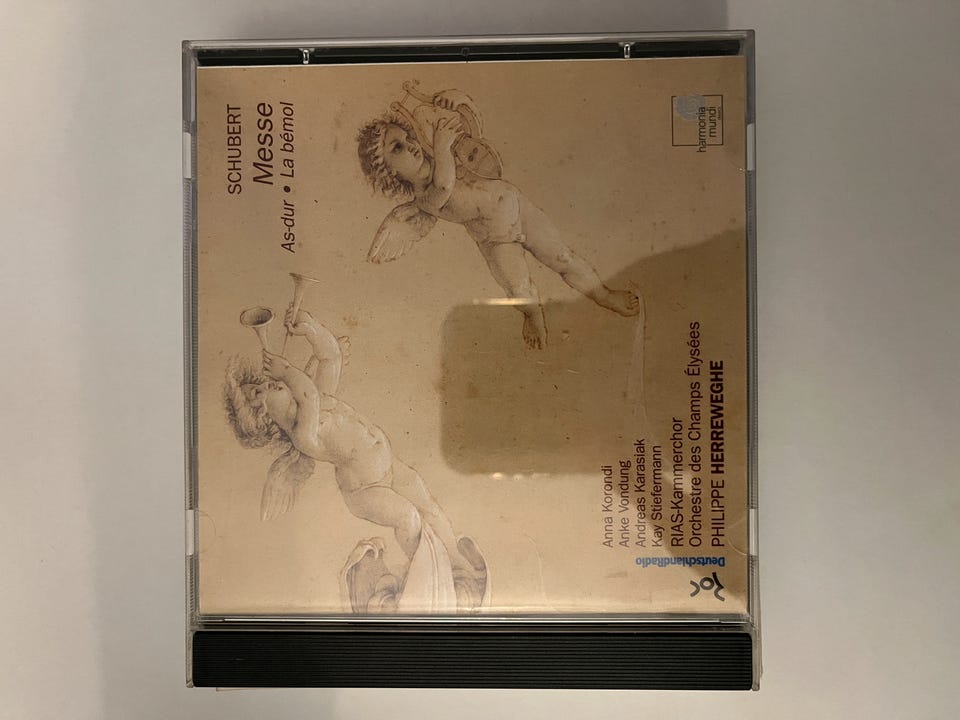 SCHUBERT
Messe
As-dur • La bémol
harmonia
mundi
Anna Korondi
Anke Vondung
Andreas Karasiak
Kay Stiefermann
RIAS-Kammerchor
Orchestre des Champs Élysées
PHILIPPE HERREWEGHE
DeutschlandRadio